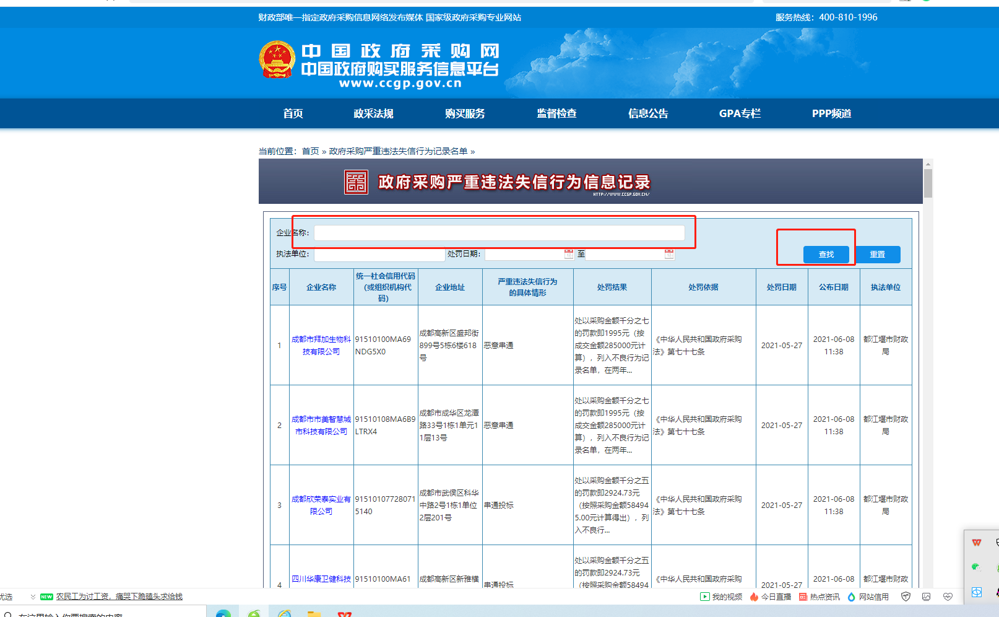 财政部唯一指定政府采购信息网络发布媒体 国家级政府采购专业网站
服务热线：400-810-1996
中国政府采购网
中国政府购买服务信息平台
www.ccgp.gov.cn
首页 政采法规 购买服务 监督检查 信息公告 GPA专栏 PPP频道
当前位置：首页 » 政府采购严重违法失信行为记录名单 »
政府采购严重违法失信行为信息记录
HTTP://WWW.CCGP.GOV.CN/
企业名称：
执法单位： 处罚日期： 至 查找 重置
序号
企业名称
统一社会信用代码
（或组织机构代
码）
企业地址
严重违法失信行为
的具体情形
处罚结果
处罚依据
处罚日期
公布日期
执法单位
1
成都市拜加生物科
技有限公司
91510100MA69
NDG5X0
成都高新区盛邦街
899号5栋6楼618
号
恶意串通
处以采购金额千分之七
的罚款即1995元（按
成交金额285000元计
算），列入不良行为记
录名单，在两年...
《中华人民共和国政府采购
法》第七十七条
2021-05-27
2021-06-08
11:38
都江堰市财政
局
2
成都市市美智慧城
市科技有限公司
91510108MA6B9
LTRX4
成都市成华区龙潭
路33号1栋1单元1
1层13号
恶意串通
处以采购金额千分之七
的罚款即1995元（按
成交金额285000元计
算），列入不良行为记
录名单，在两年...
《中华人民共和国政府采购
法》第七十七条
2021-05-27
2021-06-08
11:38
都江堰市财政
局
3
成都欣荣泰实业有
限公司
91510107728071
5140
成都市武侯区科华
中路2号1栋1单位
2层201号
串通投标
处以采购金额千分之五
的罚款即2924.73元
（按照采购金额58494
5.00元计算得出），列
入不良行...
《中华人民共和国政府采购
法》第七十七条
2021-05-27
2021-06-08
11:38
都江堰市财政
局
4
四川华康卫健科技
91510100MA61
成都高新区新雅横
串通投标
处以采购金额千分之五
的罚款即2924.73元
（按照采购金额58494
《中华人民共和国政府采购
2021-05-27
2021-06-08
都江堰市财政
优选 NEW 农民工为讨工资，痛哭下跪磕头求给钱
我的视频 今日直播 热点资讯 网站信用
在这里输入你要搜索的内容